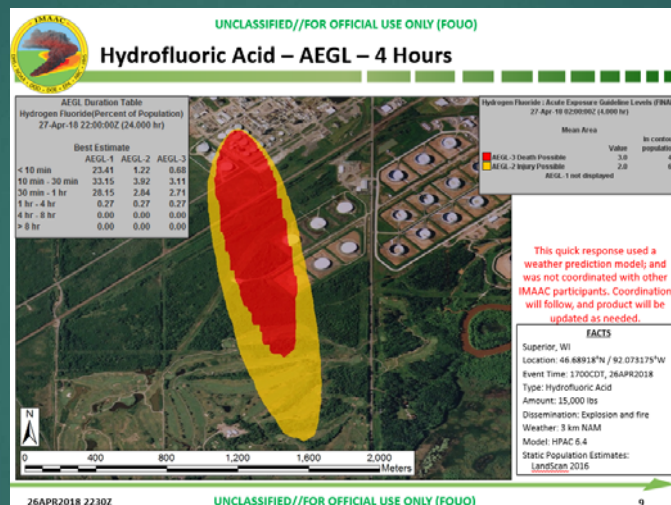 UNCLASSIFIED//FOR OFFICIAL USE ONLY (FOUO)
IMAAC
Hydrofluoric Acid – AEGL – 4 Hours
AEGL Duration Table
Hydrogen Fluoride(Percent of Population)
27-Apr-18 22:00:00Z (24.000 hr)
Best Estimate
AEGL-1 AEGL-2 AEGL-3
< 10 min 23.41 1.22 0.68
10 min - 30 min 33.15 3.92 3.11
30 min - 1 hr 28.15 2.84 2.71
1 hr - 4 hr 0.27 0.27 0.27
4 hr - 8 hr 0.00 0.00 0.00
> 8 hr 0.00 0.00 0.00
Hydrogen Fluoride : Acute Exposure Guideline Levels
27-Apr-18 02:00:00Z (4.000 hr)
Mean Area
Value
AEGL-3 Death Possible 3.0
AEGL-2 Injury Possible 2.0
AEGL-1 not displayed
This quick response used a
weather prediction model; and
was not coordinated with other
IMAAC participants. Coordination
will follow, and product will be
updated as needed.
FACTS
Superior, WI
Location: 46.68918°N / 92.073175°W
Event Time: 1700CDT, 26APR2018
Type: Hydrofluoric Acid
Amount: 15,000 lbs
Dissemination: Explosion and fire
Weather: 3 km NAM
Model: HPAC 6.4
Static Population Estimates:
LandScan 2016
N
0 400 800 1,200 1,600 2,000
Meters
26APR2018 2230Z
UNCLASSIFIED//FOR OFFICIAL USE ONLY (FOUO)
9